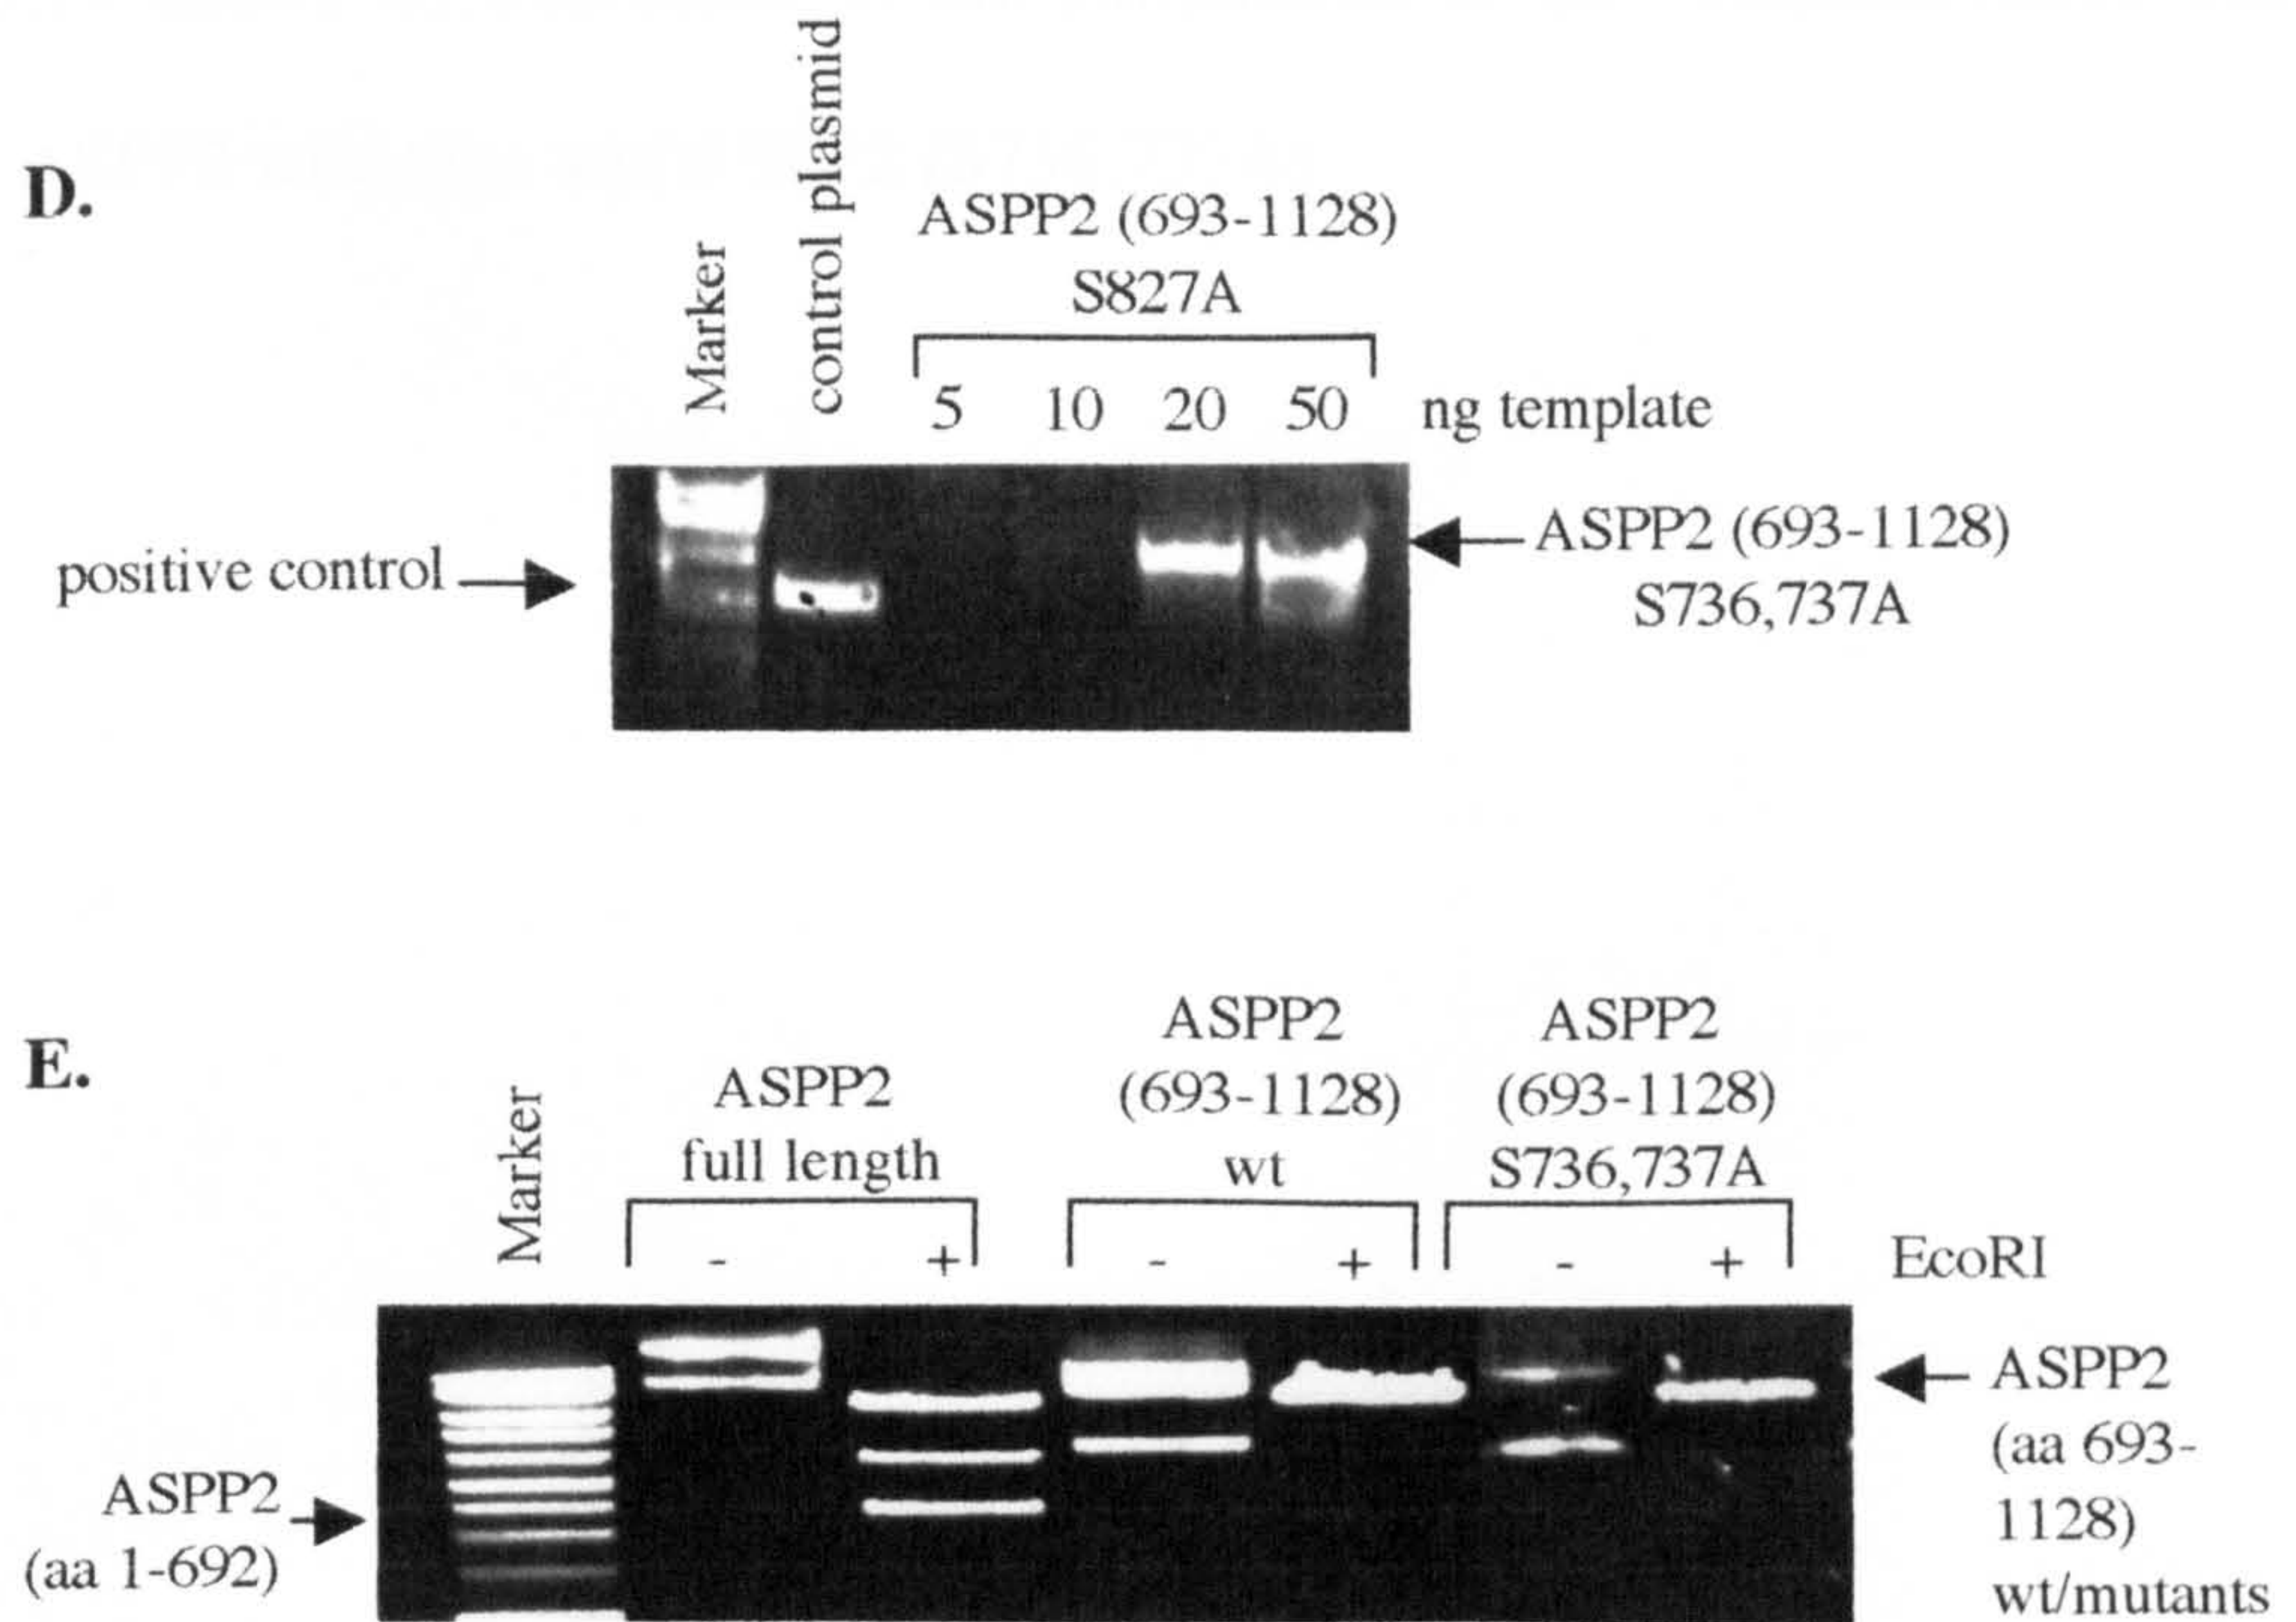 D.
Marker
control plasmid
ASPP2 (693-1128)
S827A
5 10 20 50 ng template
positive control
ASPP2 (693-1128)
S736,737A
E.
Marker
ASPP2
full length
ASPP2
(693-1128)
wt
ASPP2
(693-1128)
S736,737A
- + - + - + EcoRI
ASPP2
(aa 1-692)
ASPP2
(aa 693-
1128)
wt/mutants